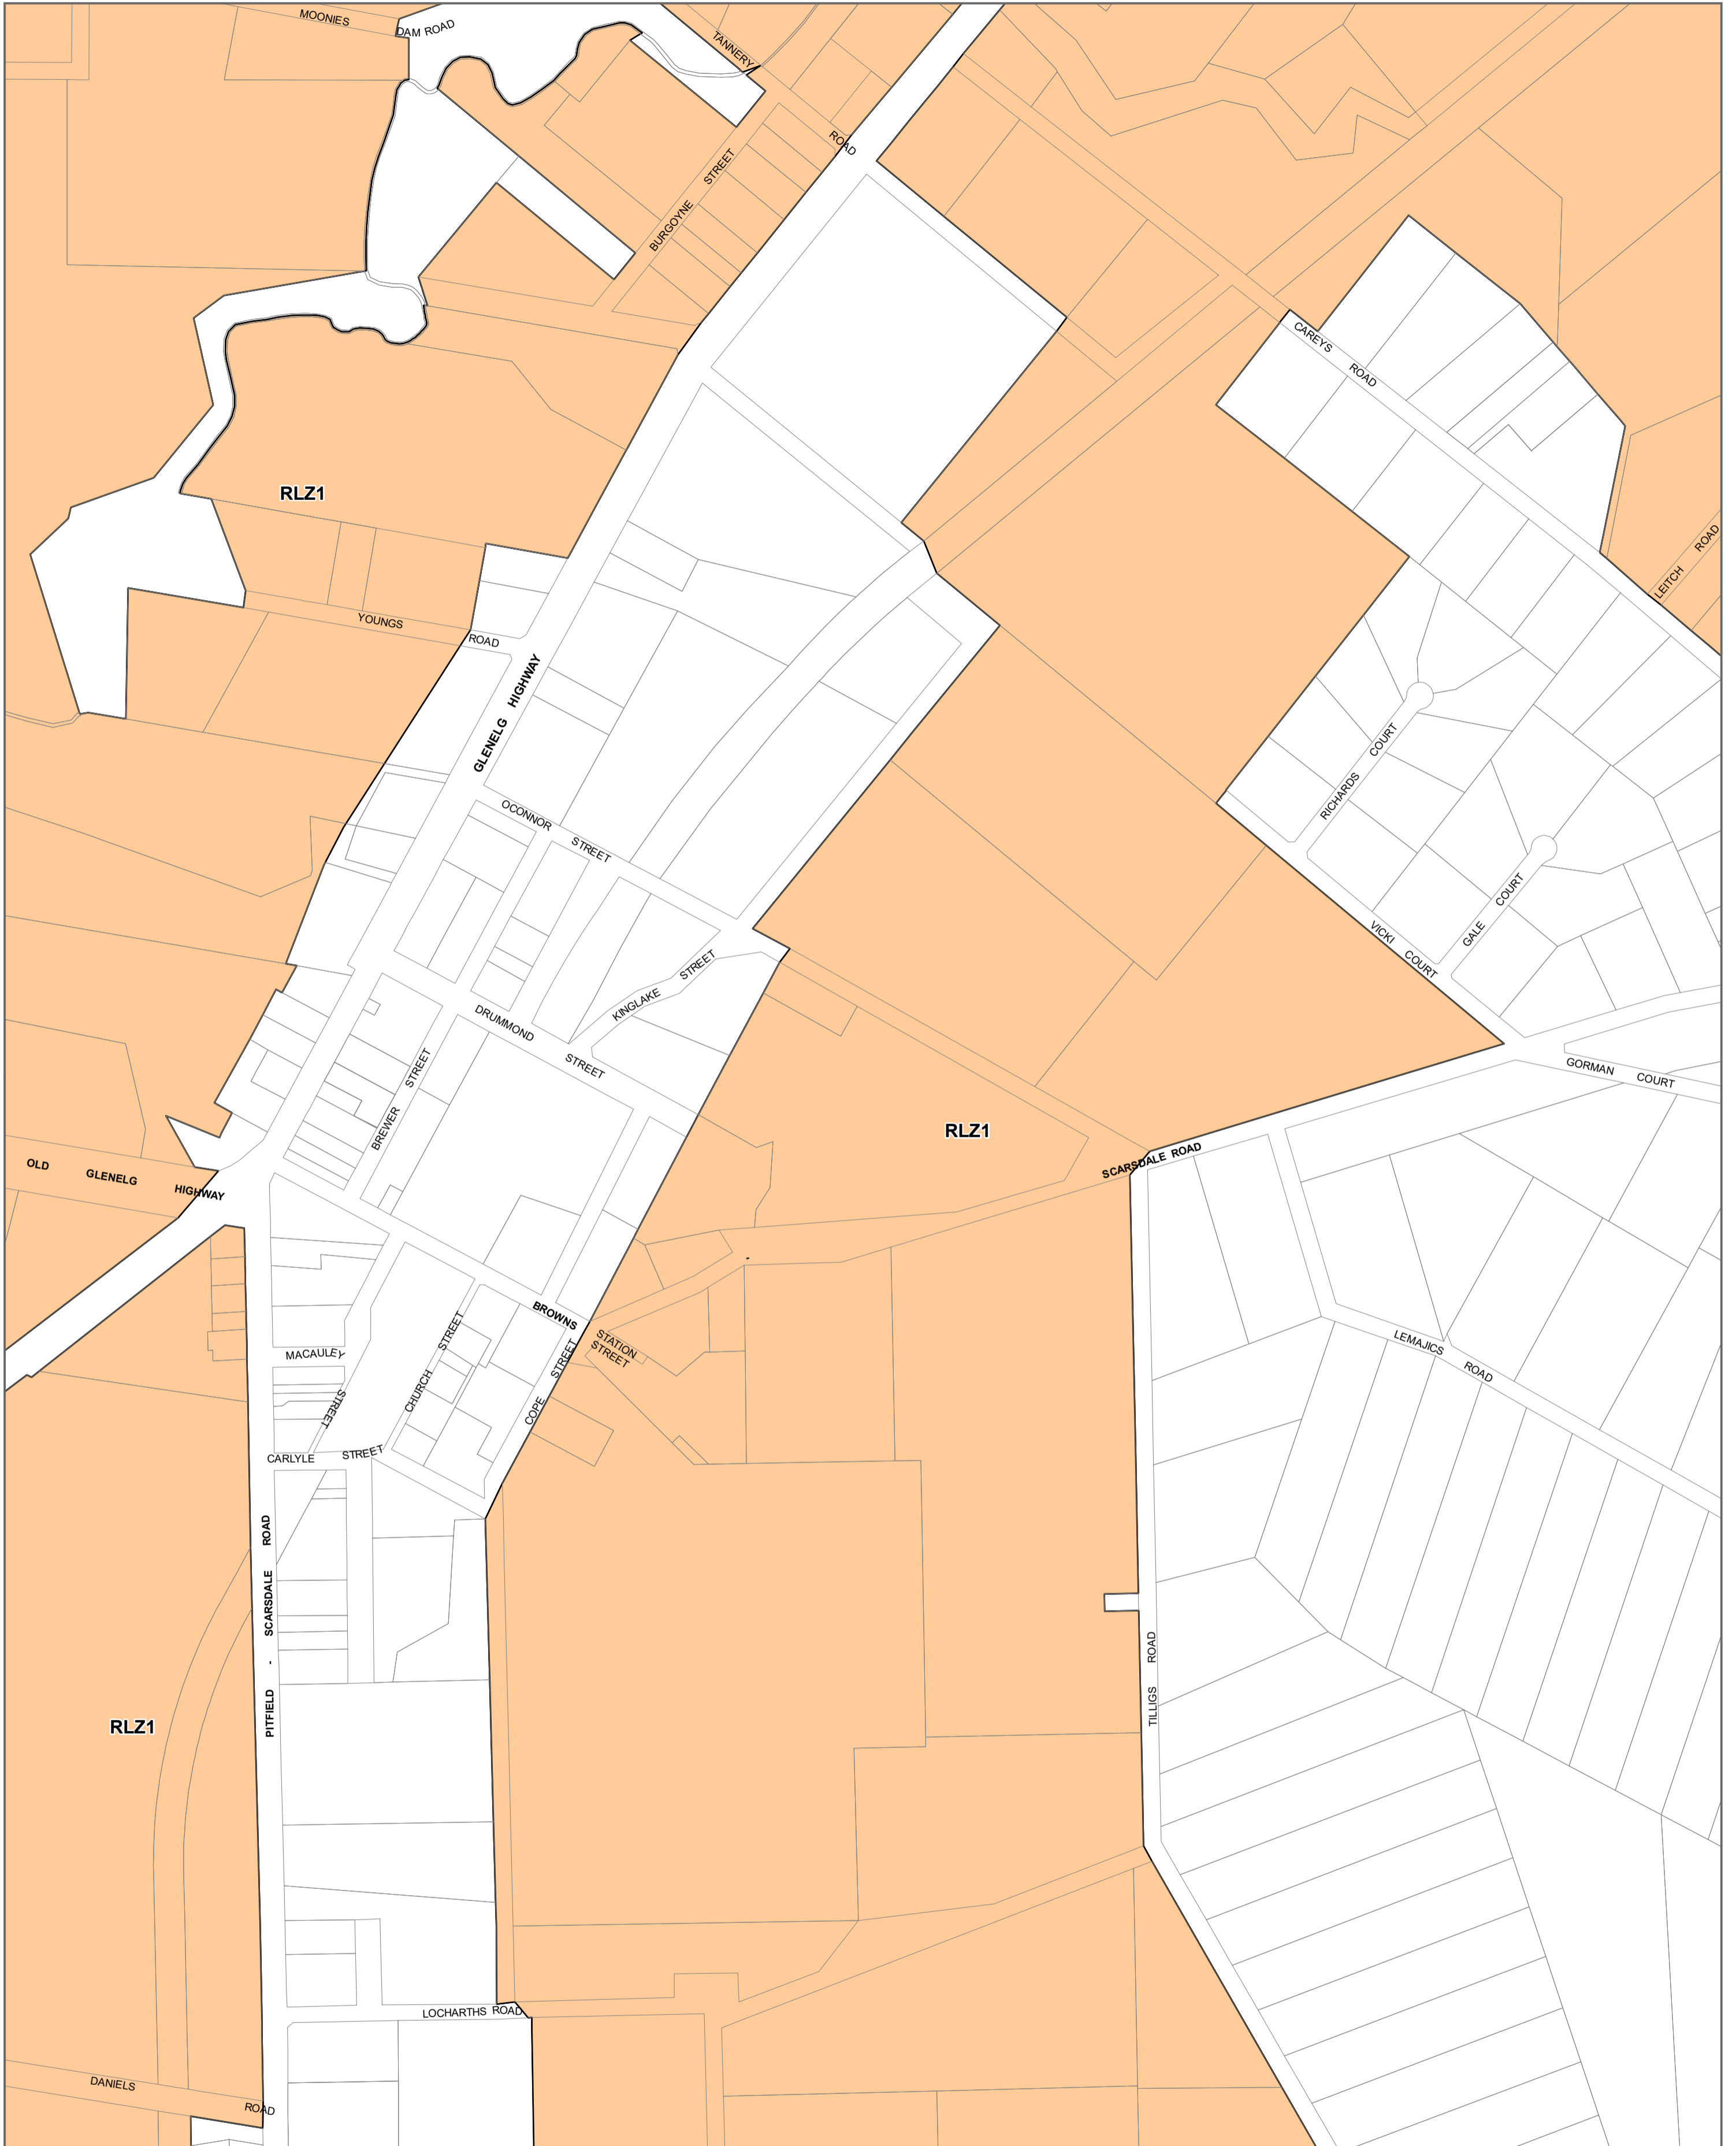 MOONIES
DAM ROAD
TANNERY
ROAD
BURGOYNE STREET
CAREYS ROAD
RLZ1
LEITCH ROAD
YOUNGS
ROAD
GLENELG HIGHWAY
RICHARDS COURT
OCONNOR STREET
GALE COURT
VICKI COURT
KINGLAKE STREET
DRUMMOND STREET
GORMAN COURT
BREWER STREET
RLZ1
SCARSDALE ROAD
OLD GLENELG HIGHWAY
BROWNS
-
STATION
STREET
LEMAJICS ROAD
MACAULEY
STREET
CHURCH STREET
COPE STREET
CARLYLE STREET
PITFIELD - SCARSDALE ROAD
TILLIGS ROAD
RLZ1
LOCHARTHS ROAD
DANIELS
ROAD